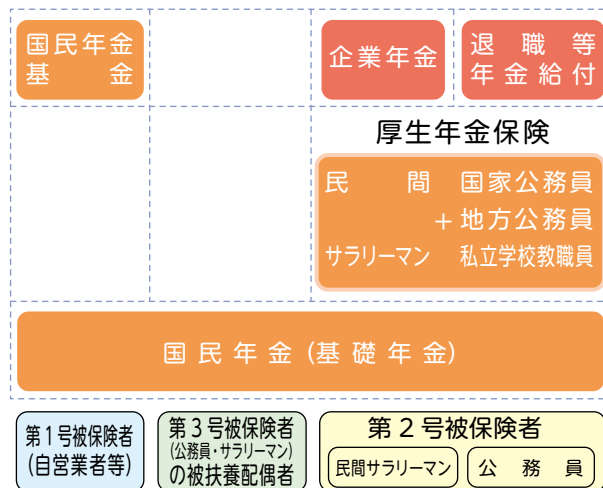 国民年金
基金
企業年金
退職等
年金給付
厚生年金保険
民間 国家公務員
+地方公務員
サラリーマン 私立学校教職員
国民年金(基礎年金)
第1号被保険者
(自営業者等)
第3号被保険者
(公務員・サラリーマン)
の被扶養配偶者
第2号被保険者
民間サラリーマン
公務員